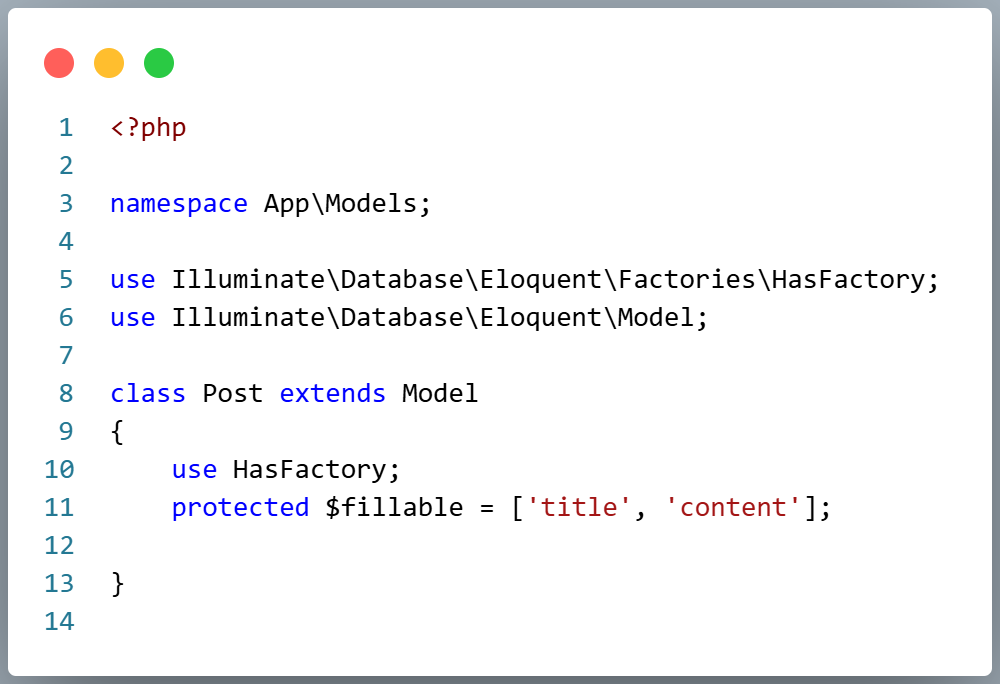 1 <?php
2
3 namespace App\Models;
4
5 use Illuminate\Database\Eloquent\Factories\HasFactory;
6 use Illuminate\Database\Eloquent\Model;
7
8 class Post extends Model
9 {
10     use HasFactory;
11     protected $fillable = ['title', 'content'];
12
13 }
14